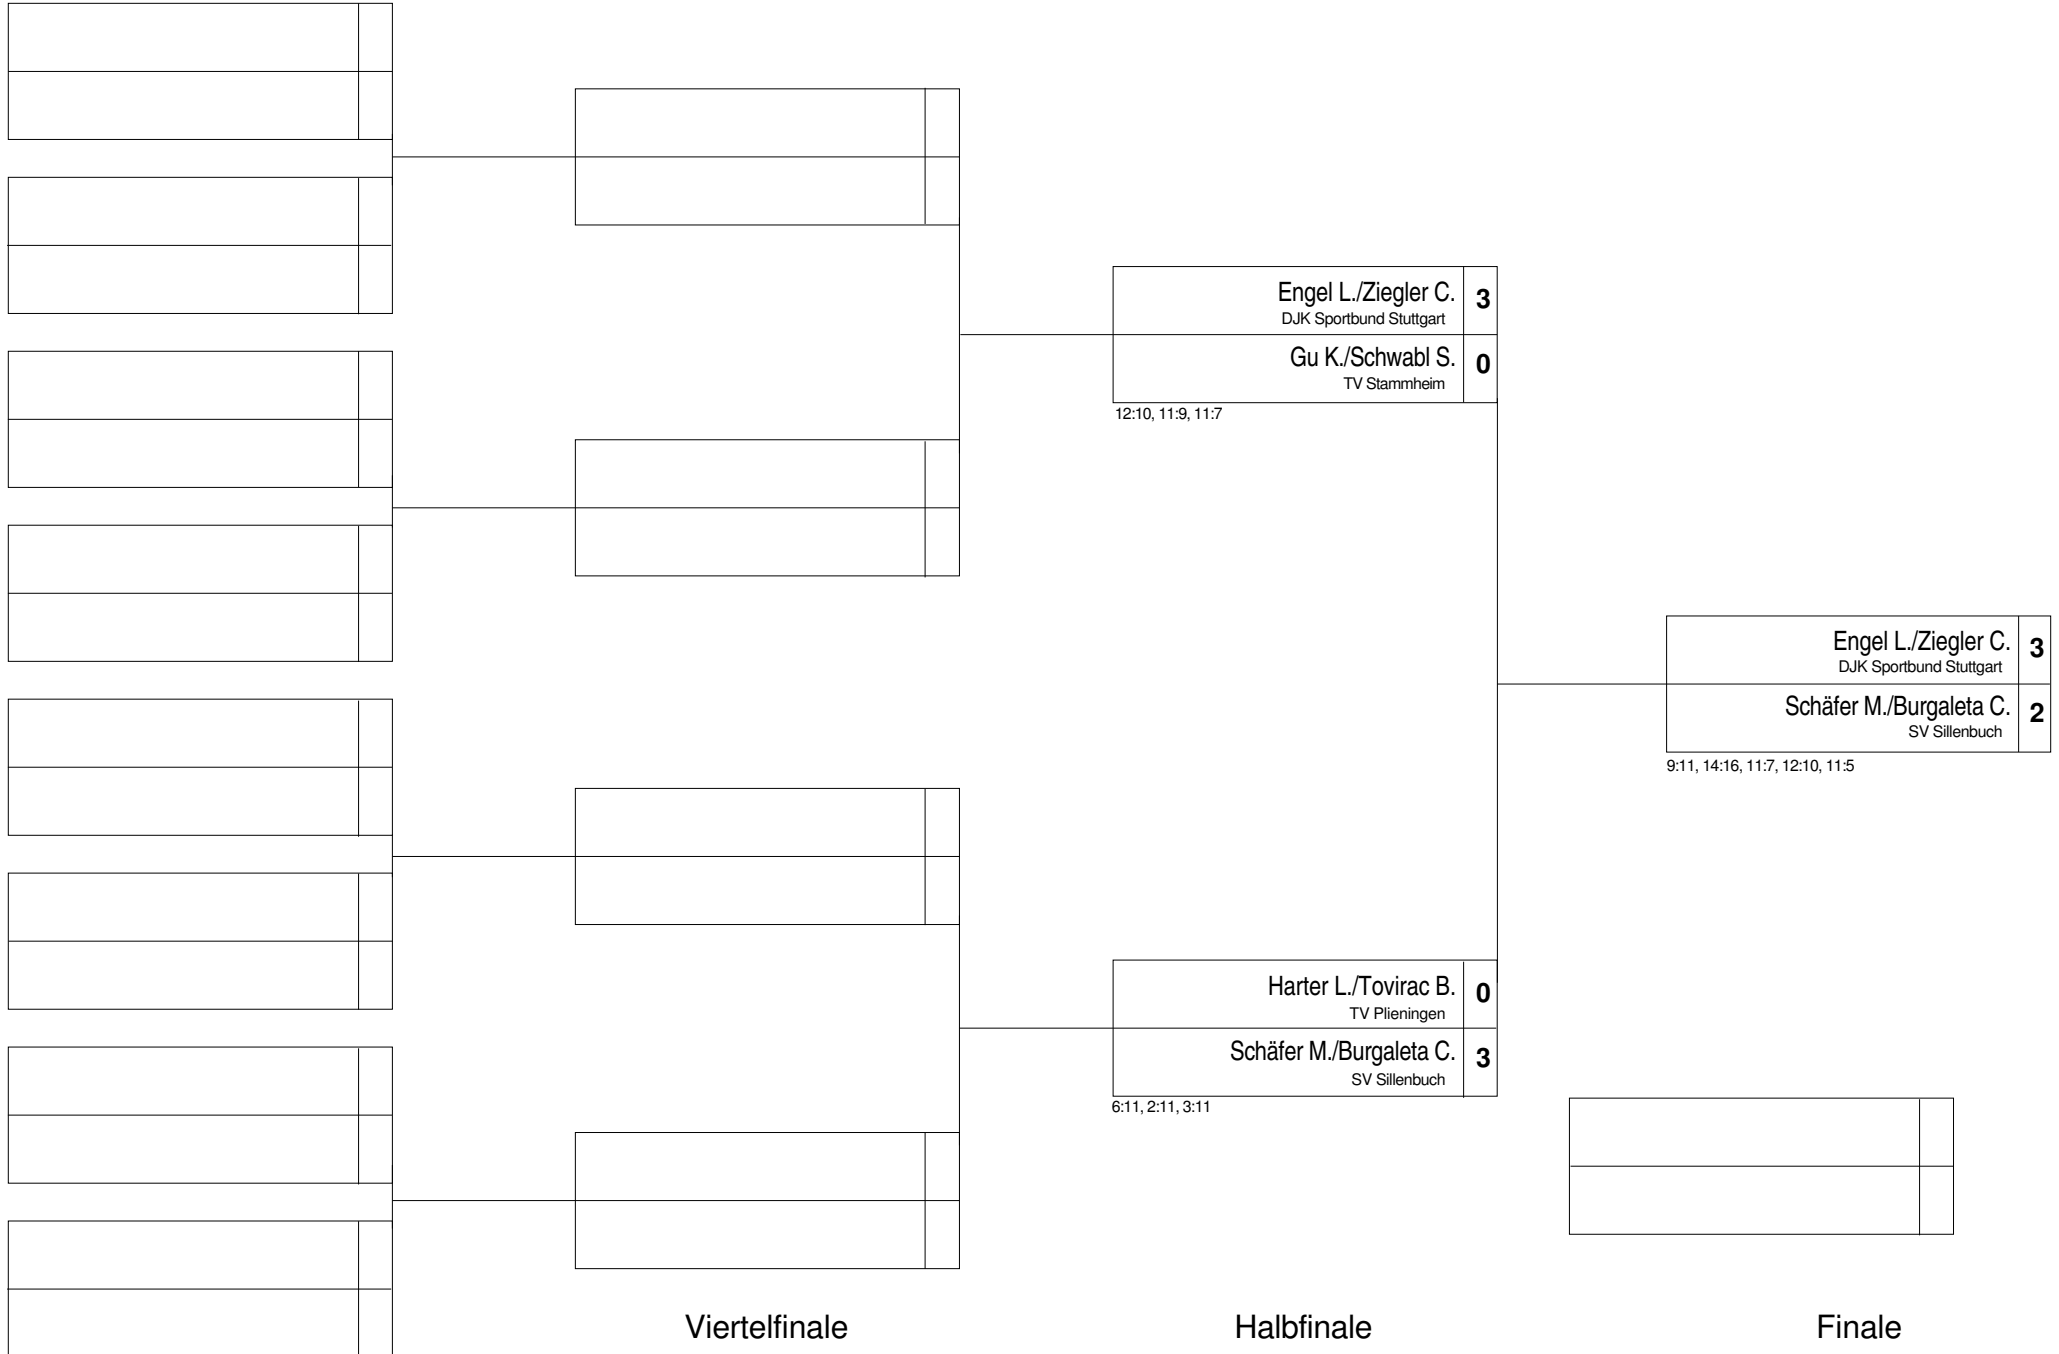 Engel L./Ziegler C. 3
DJK Sportbund Stuttgart
Gu K./Schwabl S. 0
TV Stammheim
12:10, 11:9, 11:7
Engel L./Ziegler C. 3
DJK Sportbund Stuttgart
Schäfer M./Burgaleta C. 2
SV Sillenbuch
9:11, 14:16, 11:7, 12:10, 11:5
Harter L./Tovirac B. 0
TV Plieningen
Schäfer M./Burgaleta C. 3
SV Sillenbuch
6:11, 2:11, 3:11
Viertelfinale Halbfinale Finale